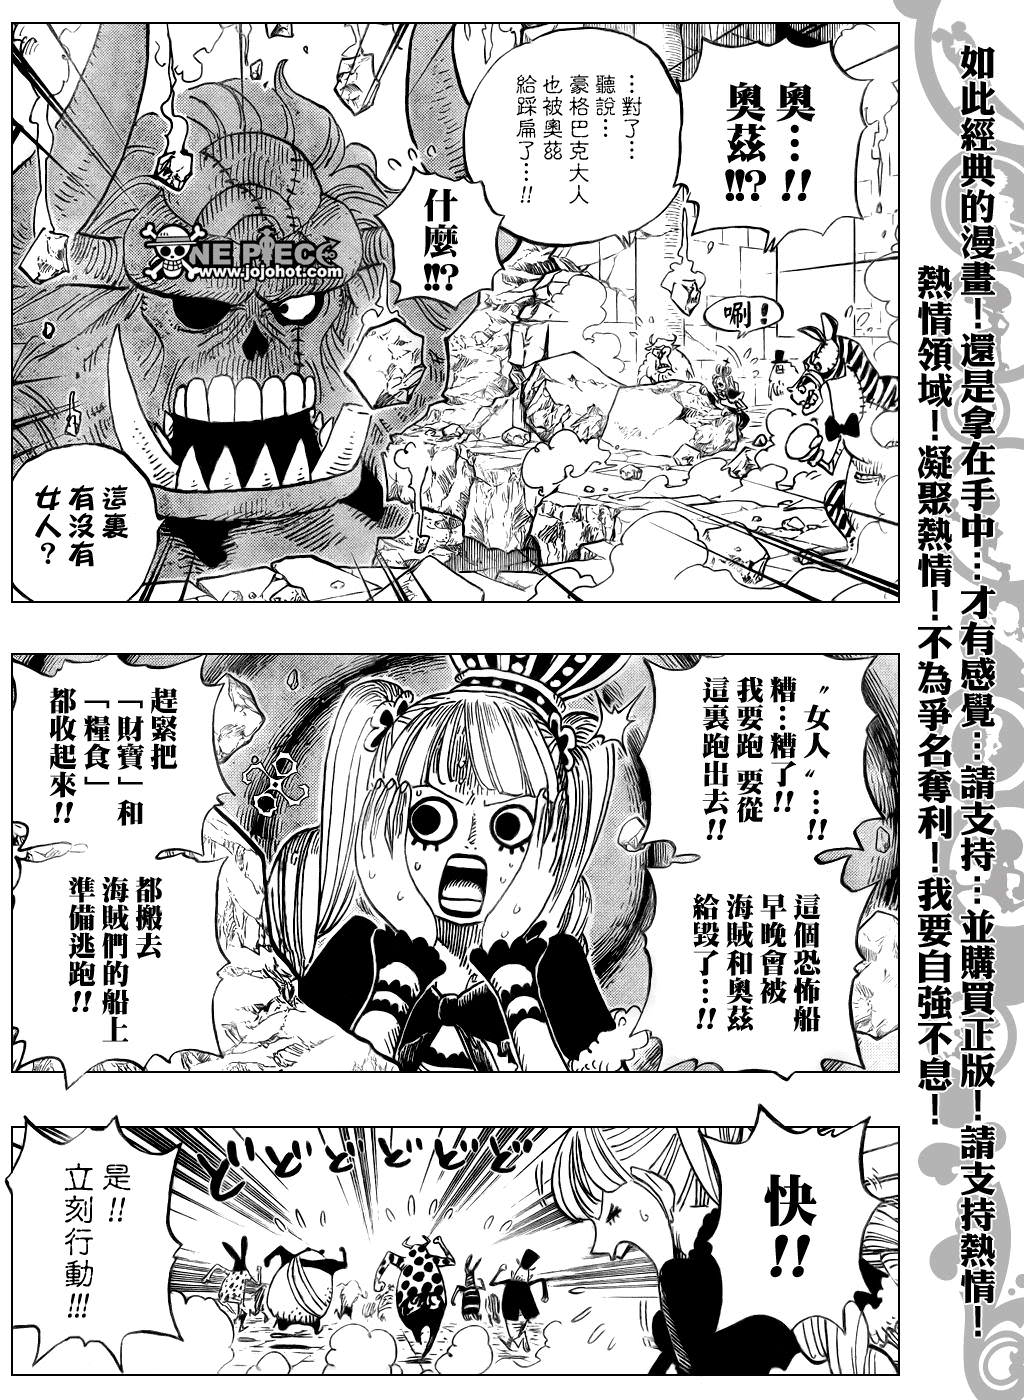 奧…!!
奧茲!!?
…對了…
聽說…
豪格巴克大人
也被奧茲
給踩扁了…!!
什麼!!?
唰!
ONE PIECE
www.jojohot.com
這裏
有沒有
女人?
〝女人〞…!!
糟…糟了!!
我要跑 要從
這裏跑出去!!
這個恐怖船
早晚會被
海賊和奧茲
給毀了…!!
趕緊把
「財寶」和
「糧食」
都收起來!!
都搬去
海賊們的船上
準備逃跑!!
快!!
どどどどど
是!!
立刻行動!!!
如此經典的漫畫!還是拿在手中…才有感覺…請支持…並購買正版!請支持熱情!
熱情領域!凝聚熱情!不為爭名奪利!我要自強不息!